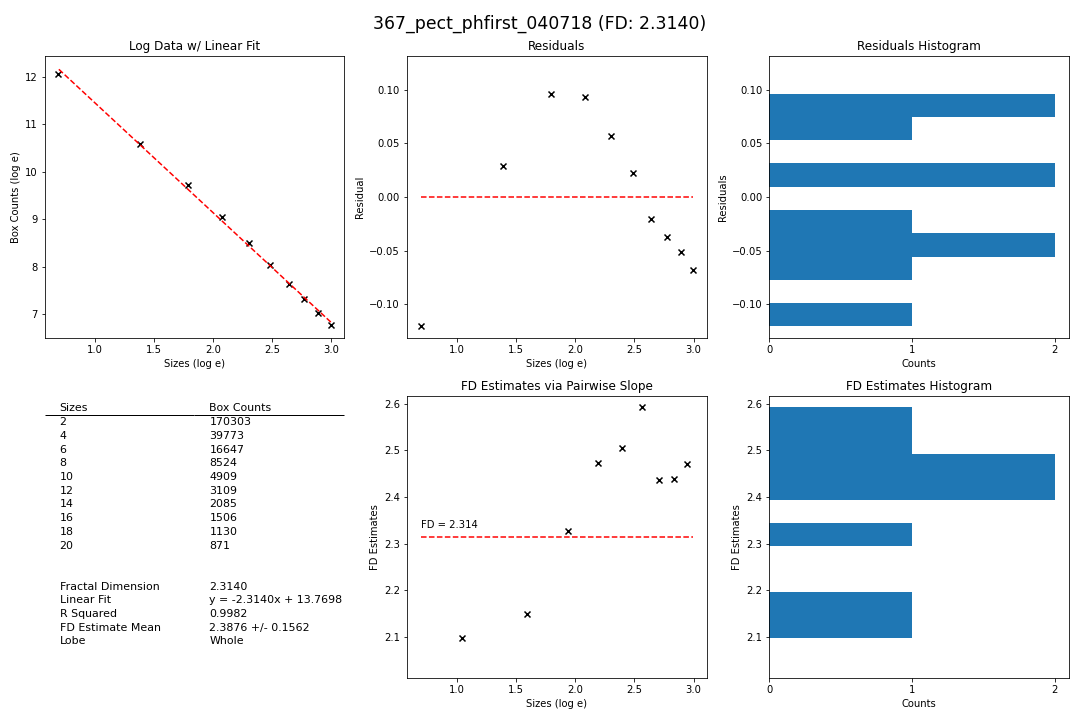 367_pect_phfirst_040718 (FD: 2.3140)
Log Data w/ Linear Fit
Box Counts (log e)
12
11
10
9
8
7
1.0 1.5 2.0 2.5 3.0
Sizes (log e)
Residuals
Residual
0.10
0.05
0.00
−0.05
−0.10
1.0 1.5 2.0 2.5 3.0
Sizes (log e)
Residuals Histogram
Residuals
0.10
0.05
0.00
−0.05
−0.10
0 1 2
Counts
Sizes Box Counts
2 170303
4 39773
6 16647
8 8524
10 4909
12 3109
14 2085
16 1506
18 1130
20 871
Fractal Dimension 2.3140
Linear Fit y = -2.3140x + 13.7698
R Squared 0.9982
FD Estimate Mean 2.3876 +/- 0.1562
Lobe Whole
FD Estimates via Pairwise Slope
FD Estimates
2.6
2.5
2.4
2.3
2.2
2.1
FD = 2.314
1.0 1.5 2.0 2.5 3.0
Sizes (log e)
FD Estimates Histogram
FD Estimates
2.6
2.5
2.4
2.3
2.2
2.1
0 1 2
Counts